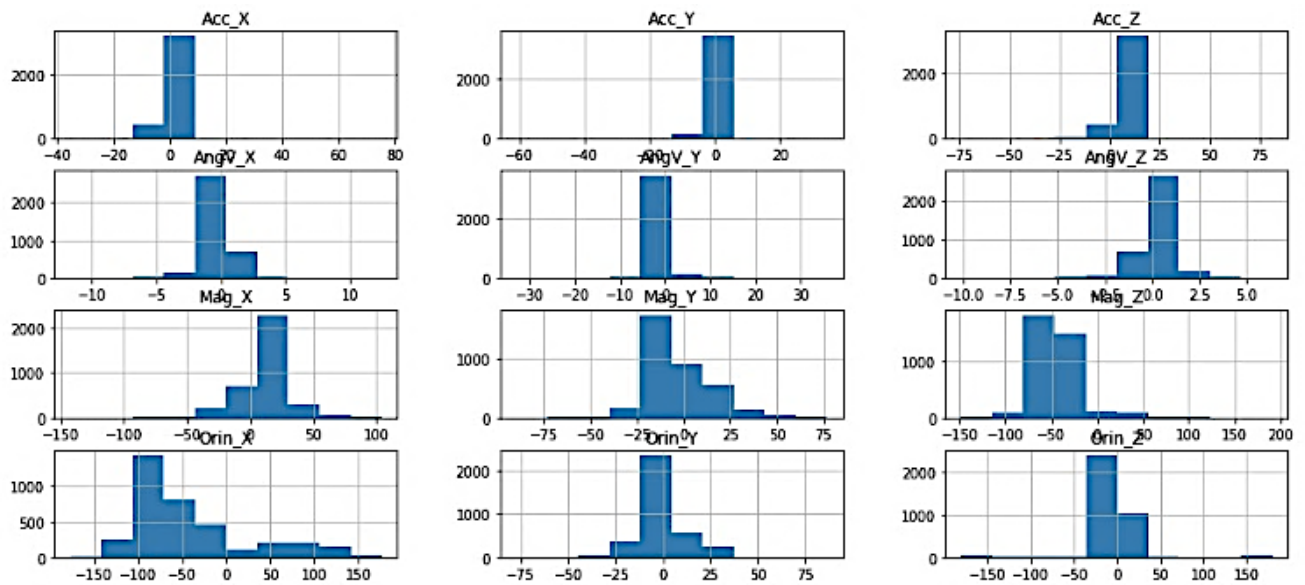 Acc_X Acc_Y Acc_Z
2000 2000 2000
0 0 0
−40 −20 0 20 40 60 80 −60 −40 −20 0 20 −75 −50 −25 0 25 50 75
AngV_X AngV_Y AngV_Z
2000 2000 2000
1000 1000
0 0 0
−10 −5 0 5 10 −30 −20 −10 0 10 20 30 −10.0 −7.5 −5.0 −2.5 0.0 2.5 5.0
Mag_X Mag_Y Mag_Z
2000
1000 1000 1000
0 0 0
−150 −100 −50 0 50 100 −75 −50 −25 0 25 50 75 −150 −100 −50 0 50 100 150 200
Orin_X Orin_Y Orin_Z
1000 2000 2000
500 1000 1000
0 0 0
−150 −100 −50 0 50 100 150 −75 −50 −25 0 25 50 75 −150 −100 −50 0 50 100 150